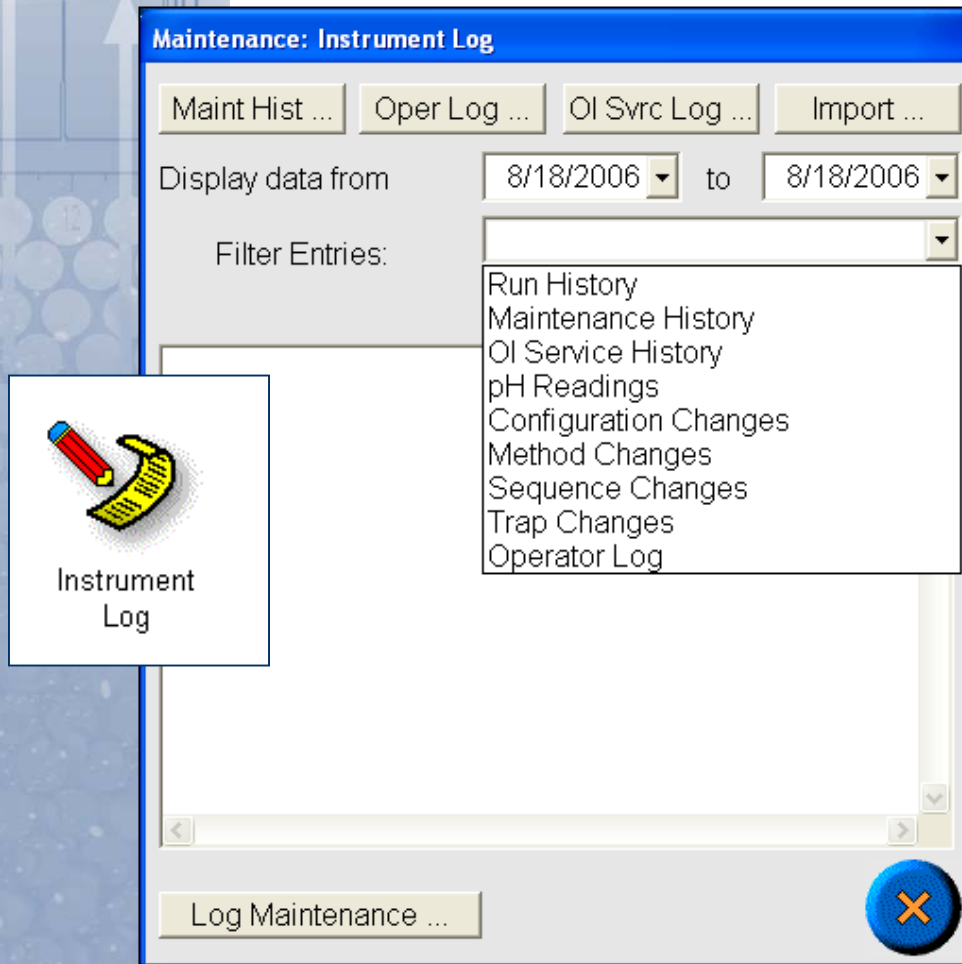 Maintenance: Instrument Log
Maint Hist ... Oper Log ... OI Svrc Log ... Import ...
Display data from 8/18/2006 to 8/18/2006
Filter Entries:
Run History
Maintenance History
OI Service History
pH Readings
Configuration Changes
Method Changes
Sequence Changes
Trap Changes
Operator Log
Instrument
Log
Log Maintenance ...